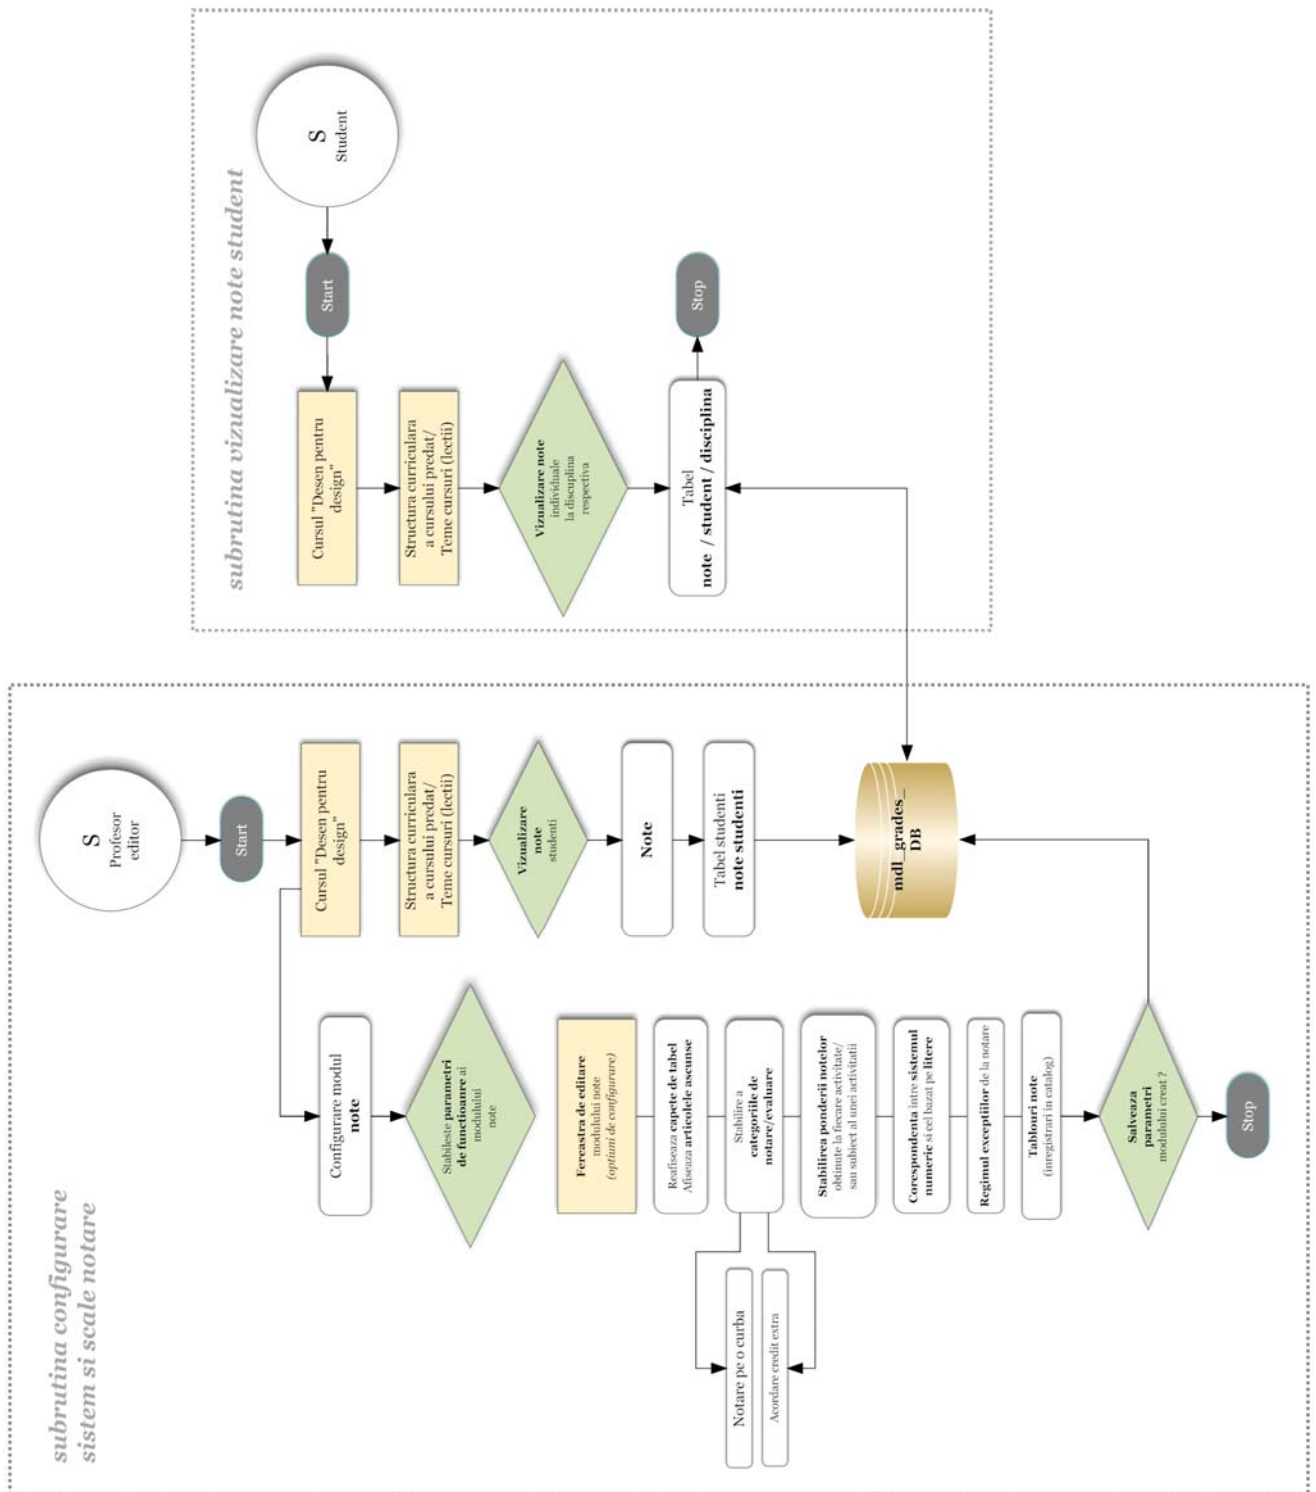 subrutina configurare
sistem si scale notare
S
Profesor
editor
Start
Cursul "Desen pentru
design"
Structura curriculara
a cursului predat/
Teme cursuri (lectii)
Vizualizare
note
studenti
Note
Tabel studenti
note studenti
mdl_grades_
DB
Configurare modul
note
Stabileste parametri
de functioanre ai
modulului
note
Fereastra de editare
modulului note
(optiuni de configurare)
Reafiseaza capete de tabel
Afiseaza articolele ascunse
Stabilire a
categoriile de
notare/evaluare
Notare pe o curba
Acordare credit extra
Stabilirea ponderii notelor
obtinute la fiecare activitate/
sau subiect al unei activitatii
Corespondenta intre sistemul
numeric si cel bazat pe litere
Regimul exceptiilor de la notare
Tablouri note
(inregistrari in catalog)
Salveaza
parametri
modulului creat ?
Stop
subrutina vizualizare note student
S
Student
Start
Cursul "Desen pentru
design"
Structura curriculara
a cursului predat/
Teme cursuri (lectii)
Vizualizare note
individuale
la discuplina
respectiva
Tabel
note / student / disciplina
Stop